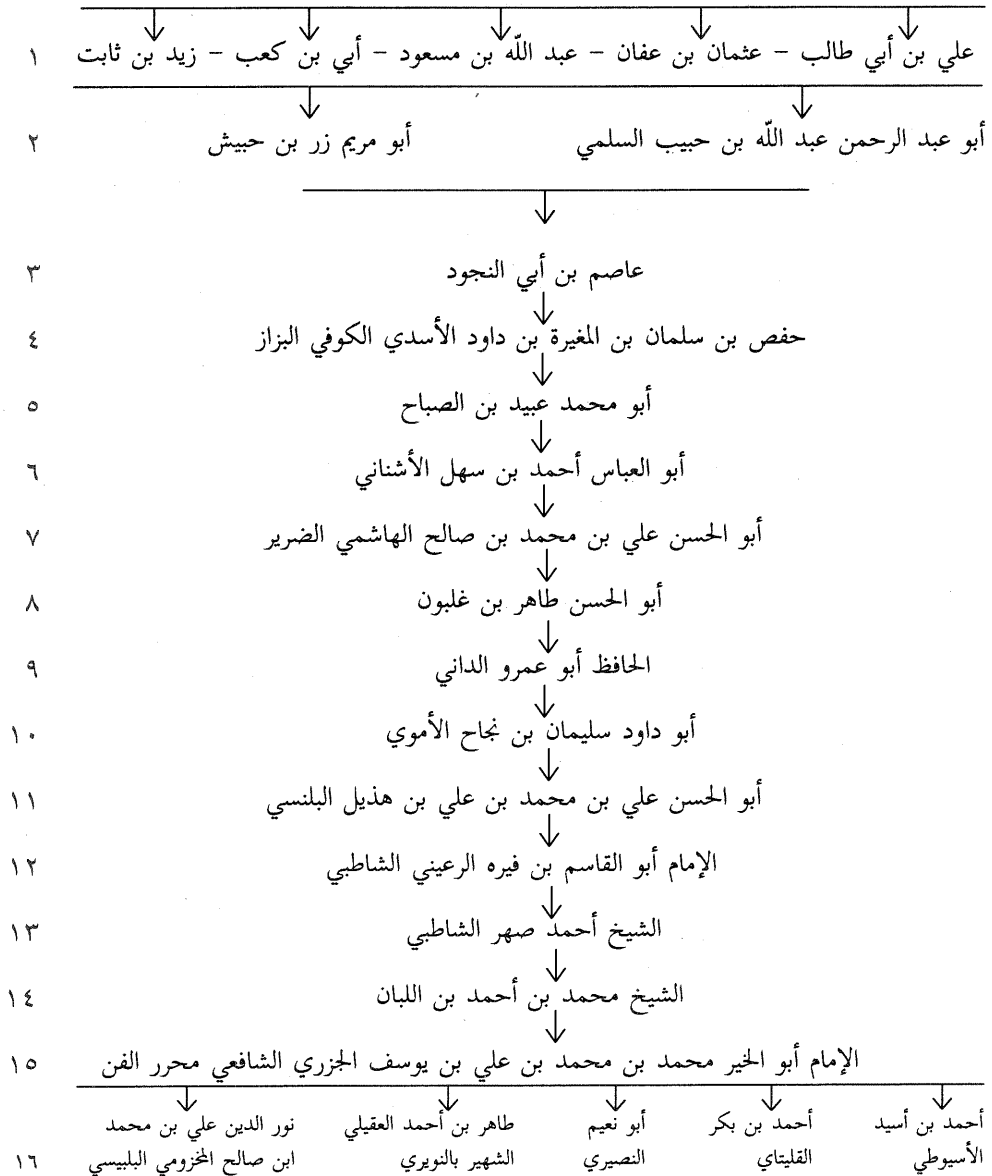 ١ علي بن أبي طالب – عثمان بن عفان – عبد اللّه بن مسعود – أبي بن كعب – زيد بن ثابت
٢ أبو عبد الرحمن عبد اللّه بن حبيب السلمي أبو مريم زر بن حبيش
٣ عاصم بن أبي النجود
٤ حفص بن سلمان بن المغيرة بن داود الأسدي الكوفي البزاز
٥ أبو محمد عبيد بن الصباح
٦ أبو العباس أحمد بن سهل الأشناني
٧ أبو الحسن علي بن محمد بن صالح الهاشمي الضرير
٨ أبو الحسن طاهر بن غلبون
٩ الحافظ أبو عمرو الداني
١٠ أبو داود سليمان بن نجاح الأموي
١١ أبو الحسن علي بن محمد بن علي بن هذيل البلنسي
١٢ الإمام أبو القاسم بن فيره الرعيني الشاطبي
١٣ الشيخ أحمد صهر الشاطبي
١٤ الشيخ محمد بن أحمد بن اللبان
١٥ الإمام أبو الخير محمد بن محمد بن علي بن يوسف الجزري الشافعي محرر الفن
أحمد بن أسيد أحمد بن بكر أبو نعيم طاهر بن أحمد العقيلي نور الدين علي بن محمد
١٦ الأسيوطي القليتاي النصيري الشهير بالنويري ابن صالح المخزومي البلبيسي